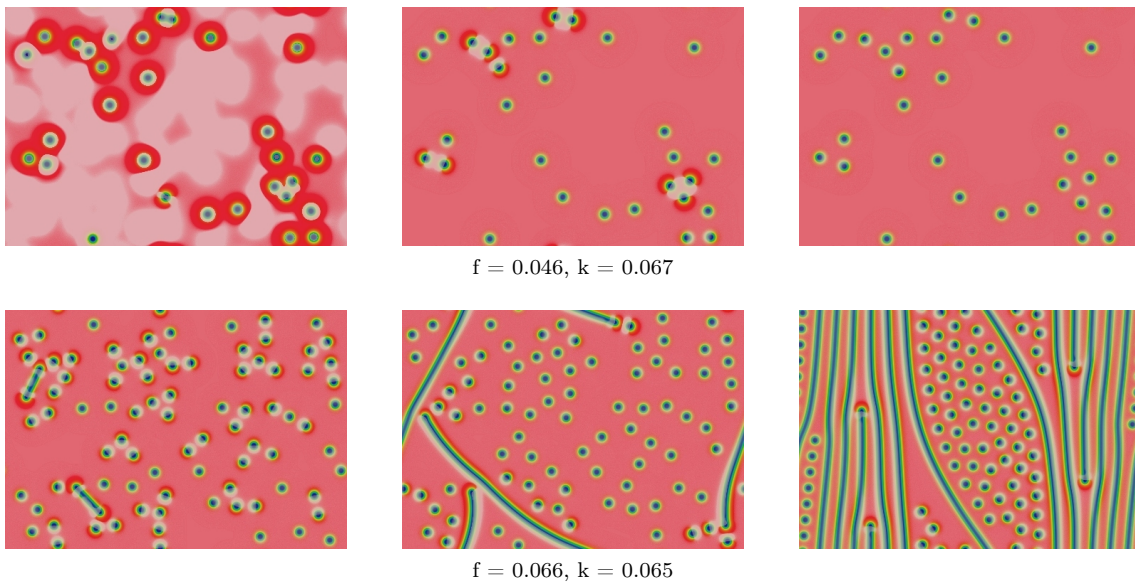 f = 0.046, k = 0.067
f = 0.066, k = 0.065